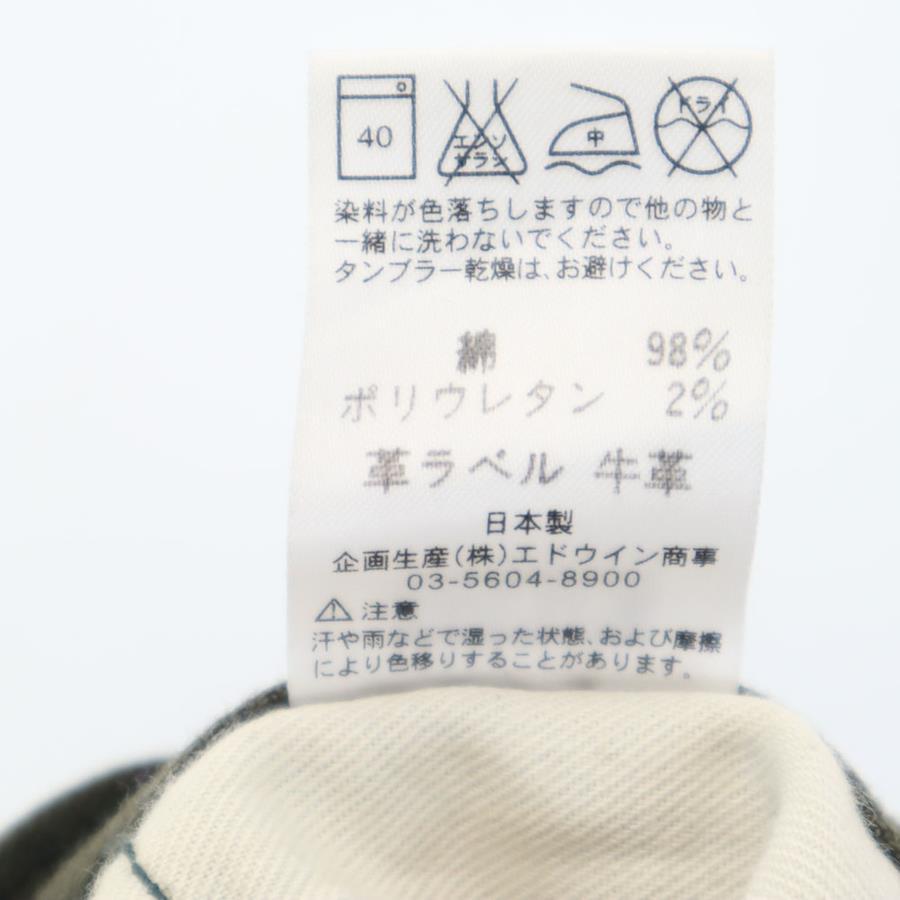 40
エンソ
サラシ
中
ドライ
染料が色落ちしますので他の物と
一緒に洗わないでください。
タンブラー乾燥は、お避けください。
綿 98%
ポリウレタン 2%
革ラベル 牛革
日本製
企画生産(株)エドウイン商事
03-5604-8900
注意
汗や雨などで湿った状態、および摩擦
により色移りすることがあります。